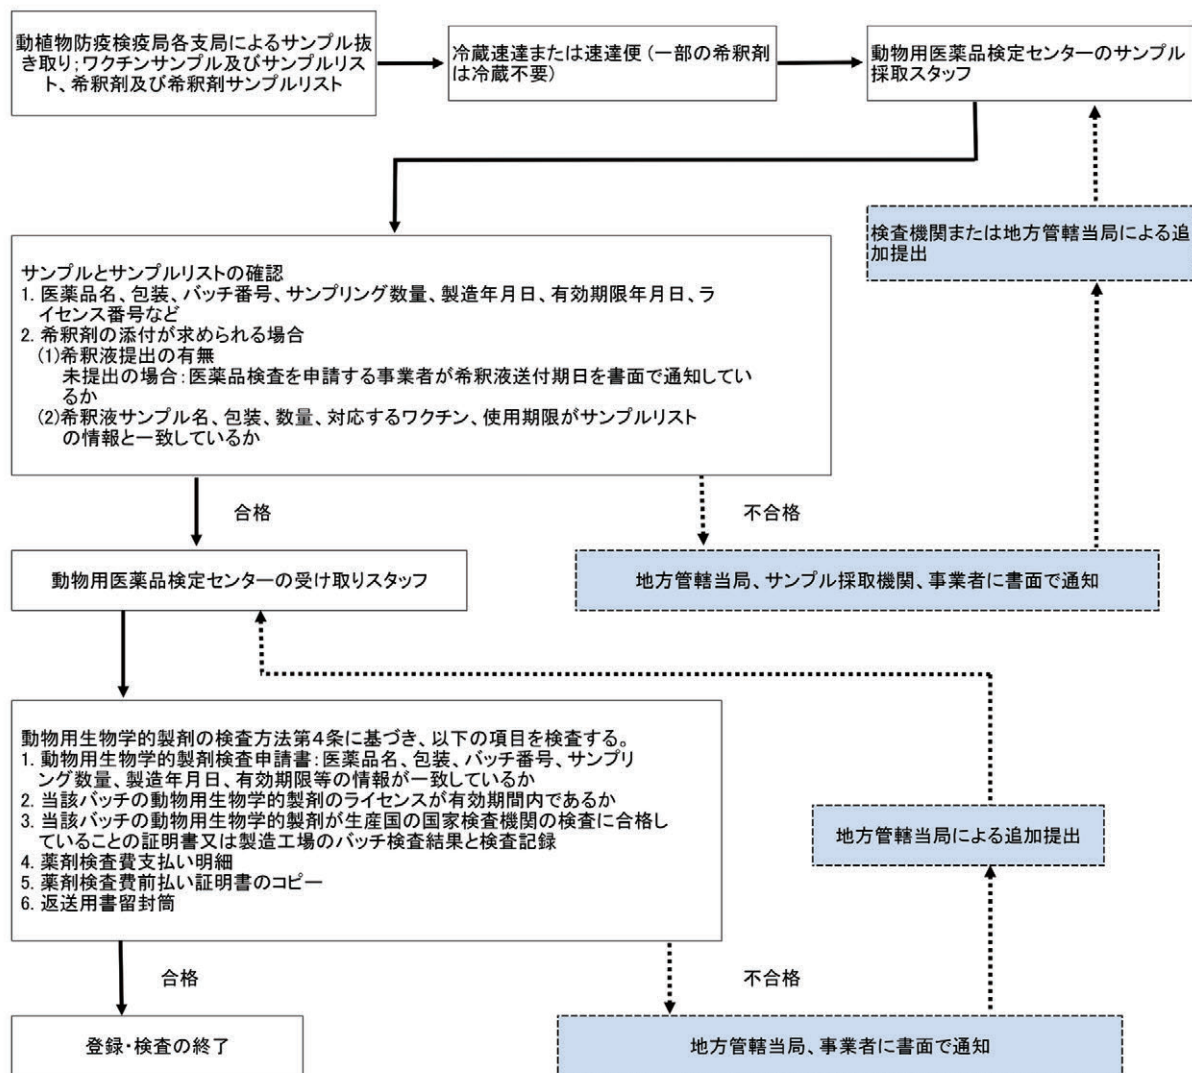 動植物防疫検疫局各支局によるサンプル抜
き取り；ワクチンサンプル及びサンプルリス
ト、希釈剤及び希釈剤サンプルリスト
冷蔵速達または速達便（一部の希釈剤
は冷蔵不要）
動物用医薬品検定センターのサンプル
採取スタッフ
検査機関または地方管轄当局による追
加提出
サンプルとサンプルリストの確認
1. 医薬品名、包装、バッチ番号、サンプリング数量、製造年月日、有効期限年月日、ラ
イセンス番号など
2. 希釈剤の添付が求められる場合
(1)希釈液提出の有無
未提出の場合：医薬品検査を申請する事業者が希釈液送付期日を書面で通知してい
るか
(2)希釈液サンプル名、包装、数量、対応するワクチン、使用期限がサンプルリスト
の情報と一致しているか
合格
不合格
動物用医薬品検定センターの受け取りスタッフ
地方管轄当局、サンプル採取機関、事業者に書面で通知
動物用生物学的製剤の検査方法第4条に基づき、以下の項目を検査する。
1. 動物用生物学的製剤検査申請書：医薬品名、包装、バッチ番号、サンプリ
ング数量、製造年月日、有効期限等の情報が一致しているか
2. 当該バッチの動物用生物学的製剤のライセンスが有効期間内であるか
3. 当該バッチの動物用生物学的製剤が生産国の国家検査機関の検査に合格し
ていることの証明書又は製造工場のバッチ検査結果と検査記録
4. 薬剤検査費支払い明細
5. 薬剤検査費前払い証明書のコピー
6. 返送用書留封筒
地方管轄当局による追加提出
合格
不合格
登録・検査の終了
地方管轄当局、事業者に書面で通知